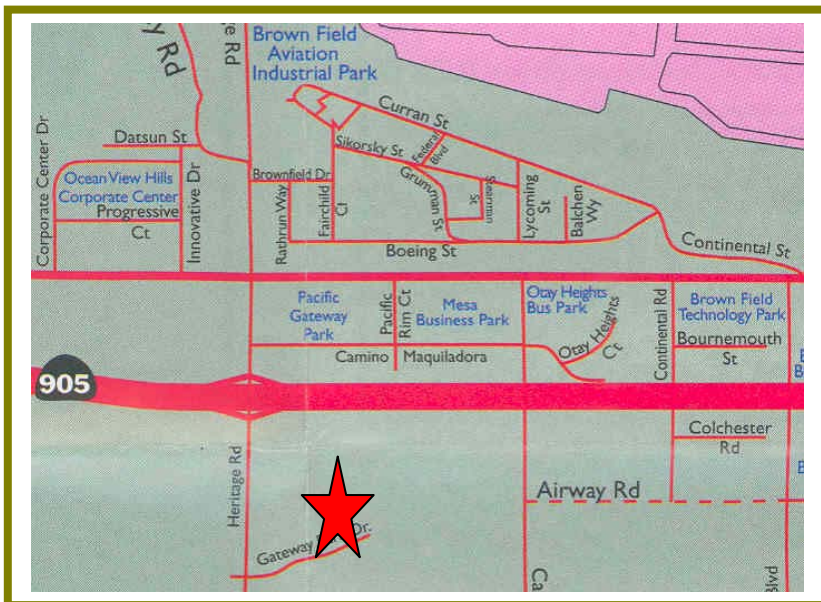 y Rd
e Rd
Brown Field
Aviation
Industrial Park
Curran St
Datsun St
Sikorsky St
Federal
Blvd
Corporate Center Dr
Ocean View Hills
Corporate Center
Progressive
Ct
Innovative Dr
Brownfield Dr
Rathrun Way
Fairchild
Ct
Grumman St.
Stearman
St
Lycoming
St
Balchen
Wy
Boeing St
Continental St
Pacific
Gateway
Park
Pacific
Rim Ct
Mesa
Business Park
Otay Heights
Bus Park
Otay Heights
Ct
Continental Rd
Brown Field
Technology Park
Bournemouth
St
Camino Maquiladora
905
Colchester
Rd
Heritage Rd
Airway Rd
Gateway
Dr.
Ca
Blvd